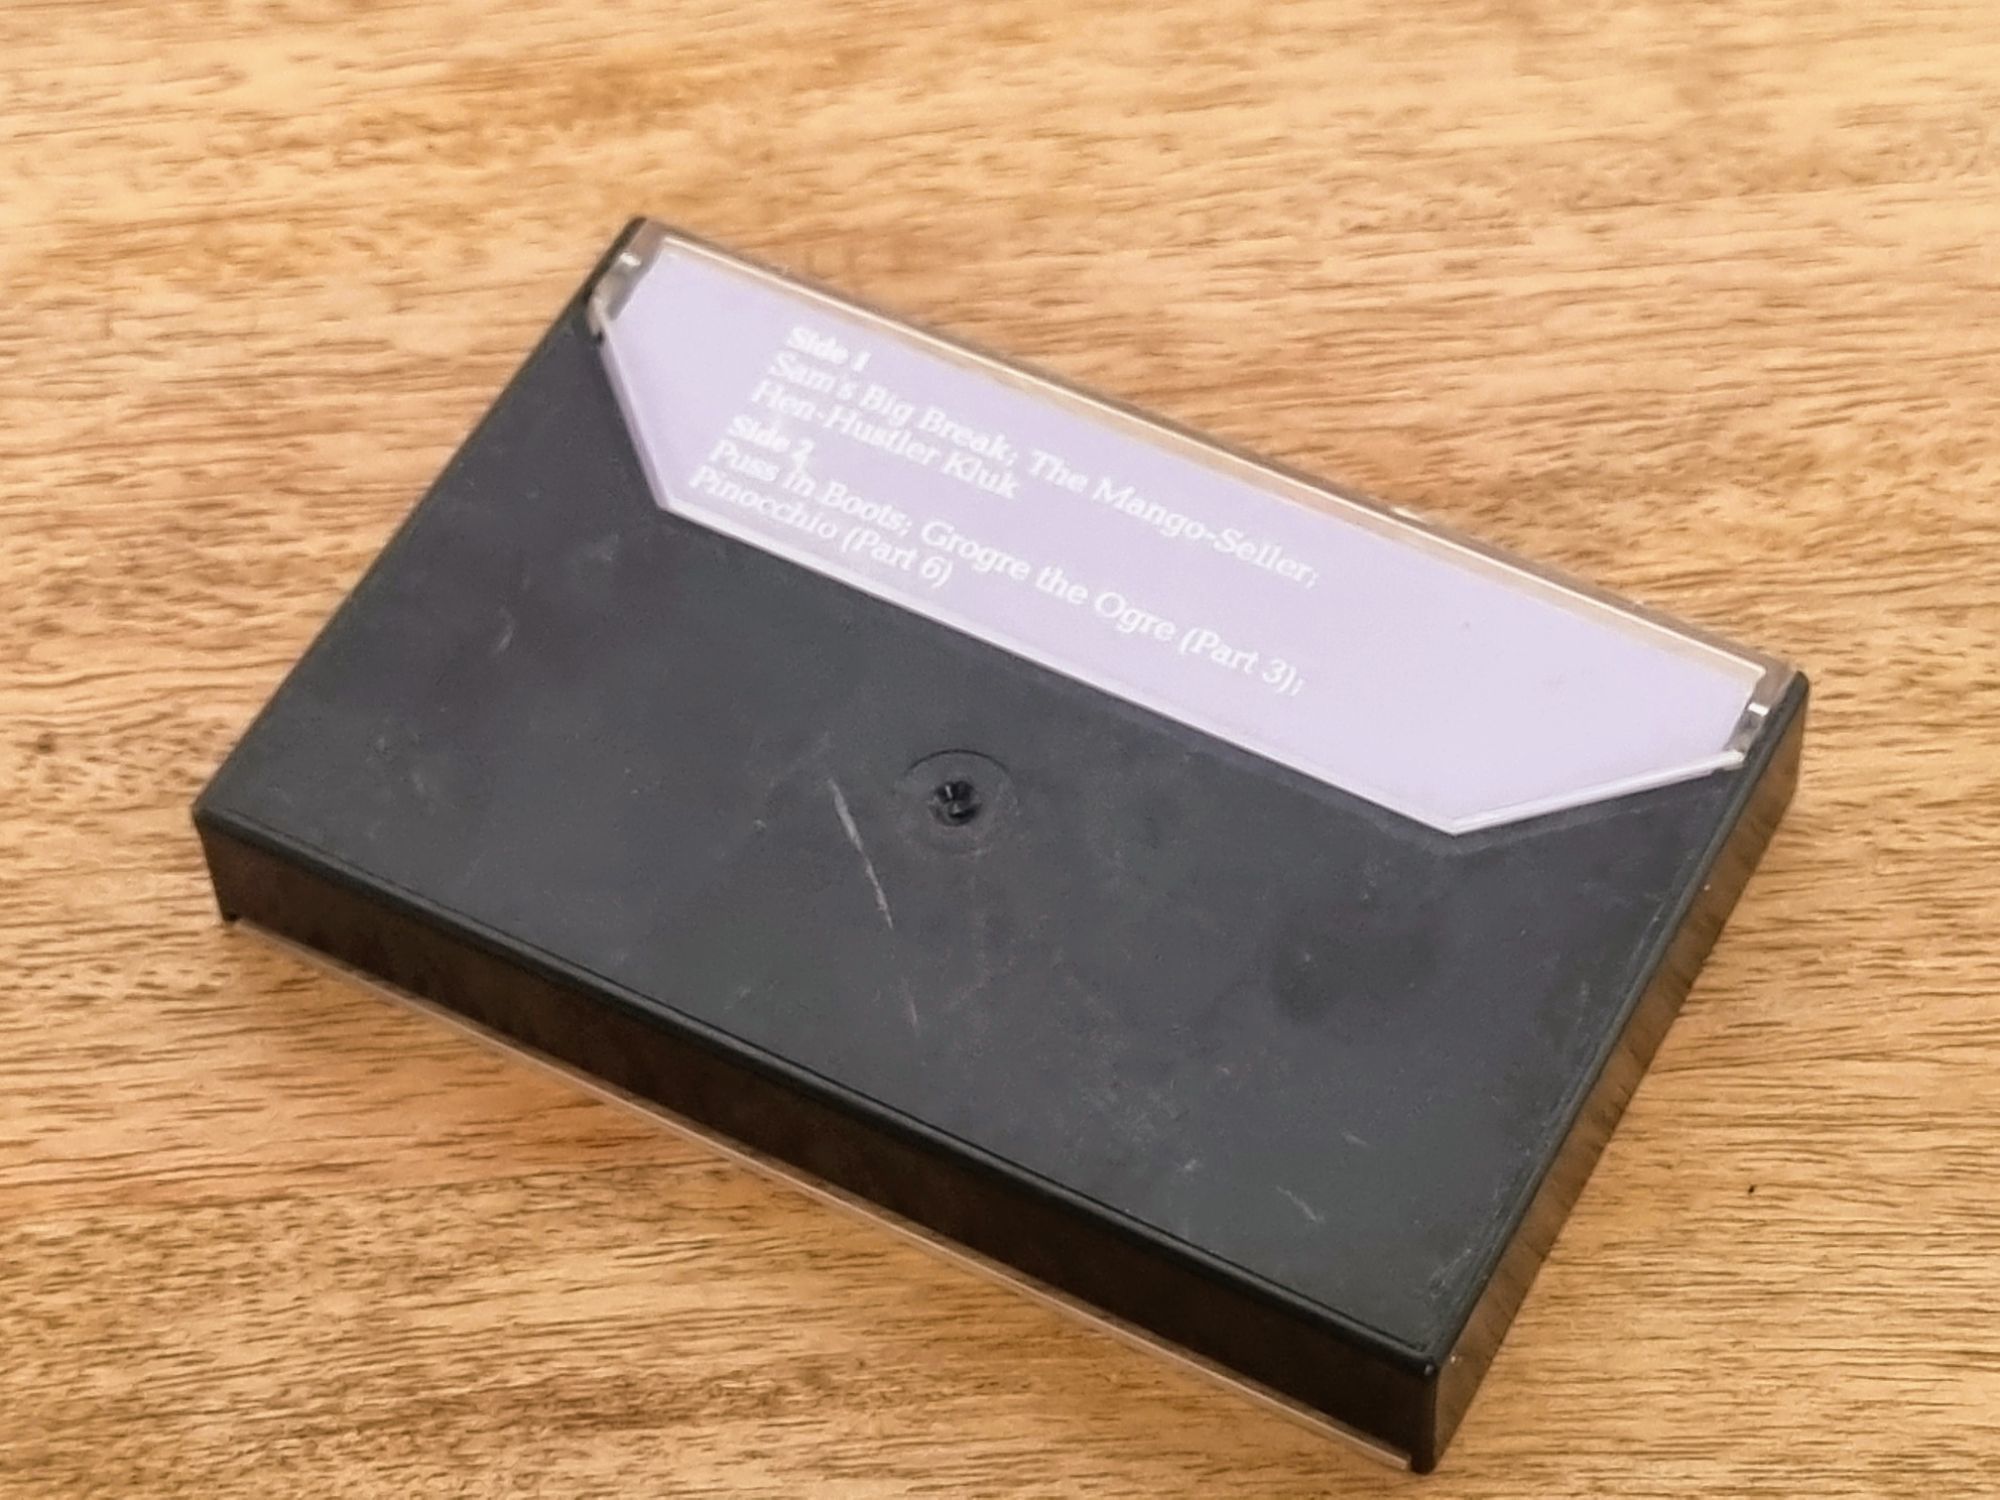 Side 1
Sam's Big Break; The Mango-Seller;
Hen-Hustler Kluk
Side 2
Puss in Boots; Grogre the Ogre (Part 3);
Pinocchio (Part 6)